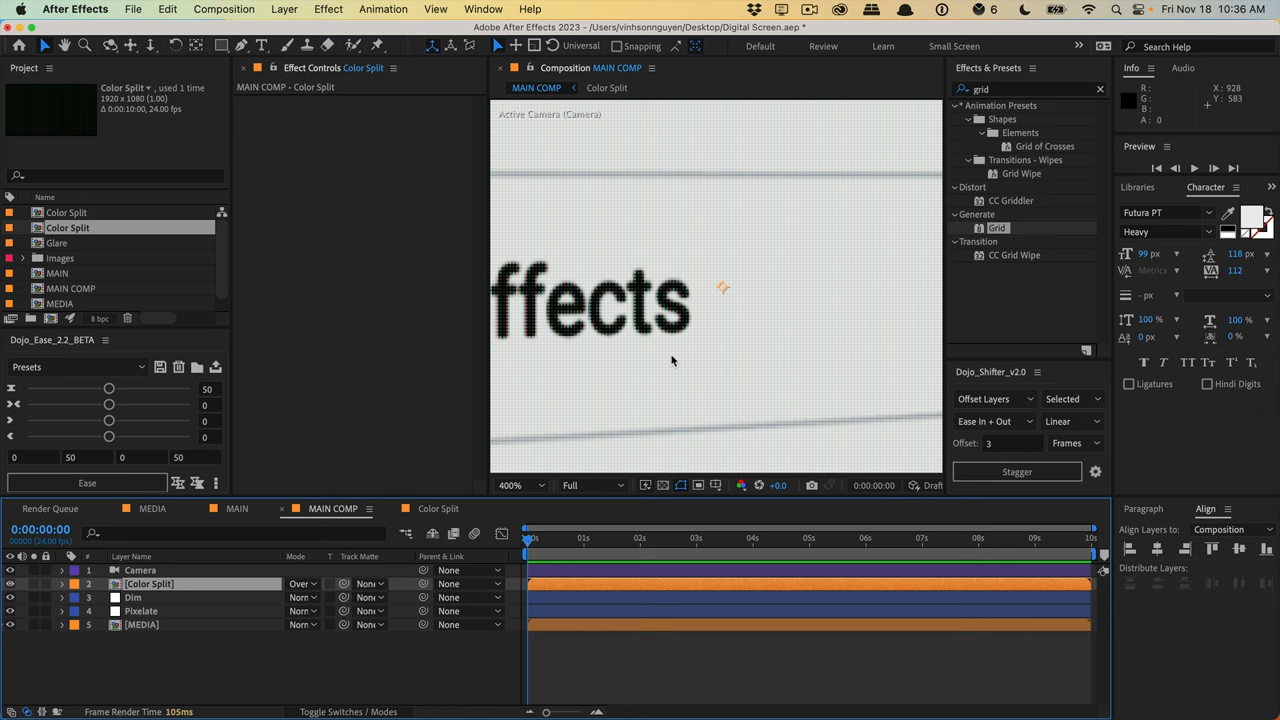 After Effects File Edit Composition Layer Effect Animation View Window Help 6 Fri Nov 18 10:36 AM
Adobe After Effects 2023 - /Users/vinhsonnguyen/Desktop/Digital Screen.aep *
Universal Snapping Default Review Learn Small Screen Search Help
Project Effect Controls Color Split Composition MAIN COMP Effects & Presets Info Audio
Color Split , used 1 time
1920 x 1080 (1.00)
Δ 0:00:10:00, 24.00 fps
MAIN COMP • Color Split
MAIN COMP Color Split
grid
R:
G:
B:
A: 0
X: 928
Y: 583
Active Camera (Camera)
ffects
* Animation Presets
Shapes
Elements
Grid of Crosses
Transitions - Wipes
Grid Wipe
Distort
CC Griddler
Generate
Grid
Transition
CC Grid Wipe
Preview
Libraries Character
Futura PT
Heavy
99 px 118 px
Metrics 112
- px
100 % 100 %
0 px 0 %
T T TT Tt T¹ T₁
Ligatures Hindi Digits
Name
Color Split
Color Split
Glare
Images
MAIN
MAIN COMP
MEDIA
8 bpc
Dojo_Ease_2.2_BETA
Presets
50
0
0
0
0 50 0 50
Ease
400% Full +0.0 0:00:00:00 Draft
Dojo_Shifter_v2.0
Offset Layers Selected
Ease In + Out Linear
Offset: 3 Frames
Stagger
Render Queue MEDIA MAIN MAIN COMP Color Split
0:00:00:00
00000 (24.00 fps)
00s 01s 02s 03s 04s 05s 06s 07s 08s 09s 10s
# Layer Name Mode T Track Matte Parent & Link
1 Camera None
2 [Color Split] Over None None
3 Dim Norm None None
4 Pixelate Norm None None
5 [MEDIA] Norm None None
Frame Render Time 105ms Toggle Switches / Modes
Paragraph Align
Align Layers to: Composition
Distribute Layers: